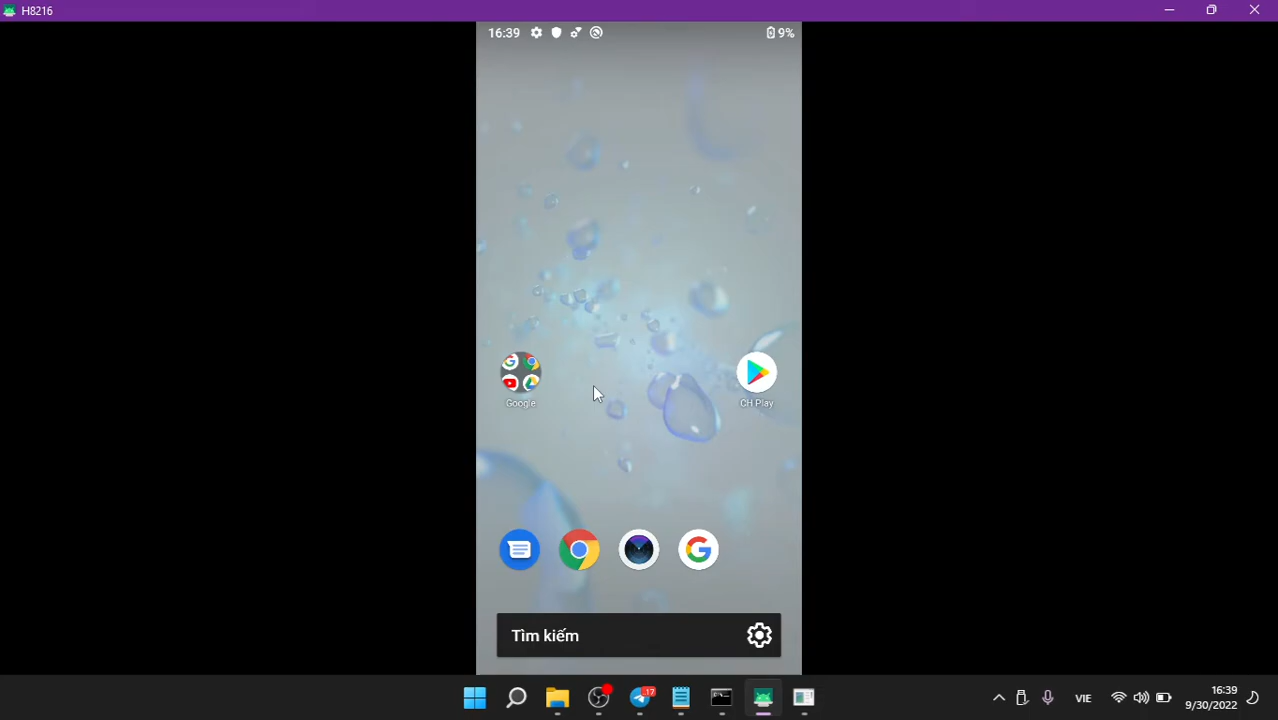 H8216
16:39
9%
Google
CH Play
Tìm kiếm
17
VIE
16:39
9/30/2022